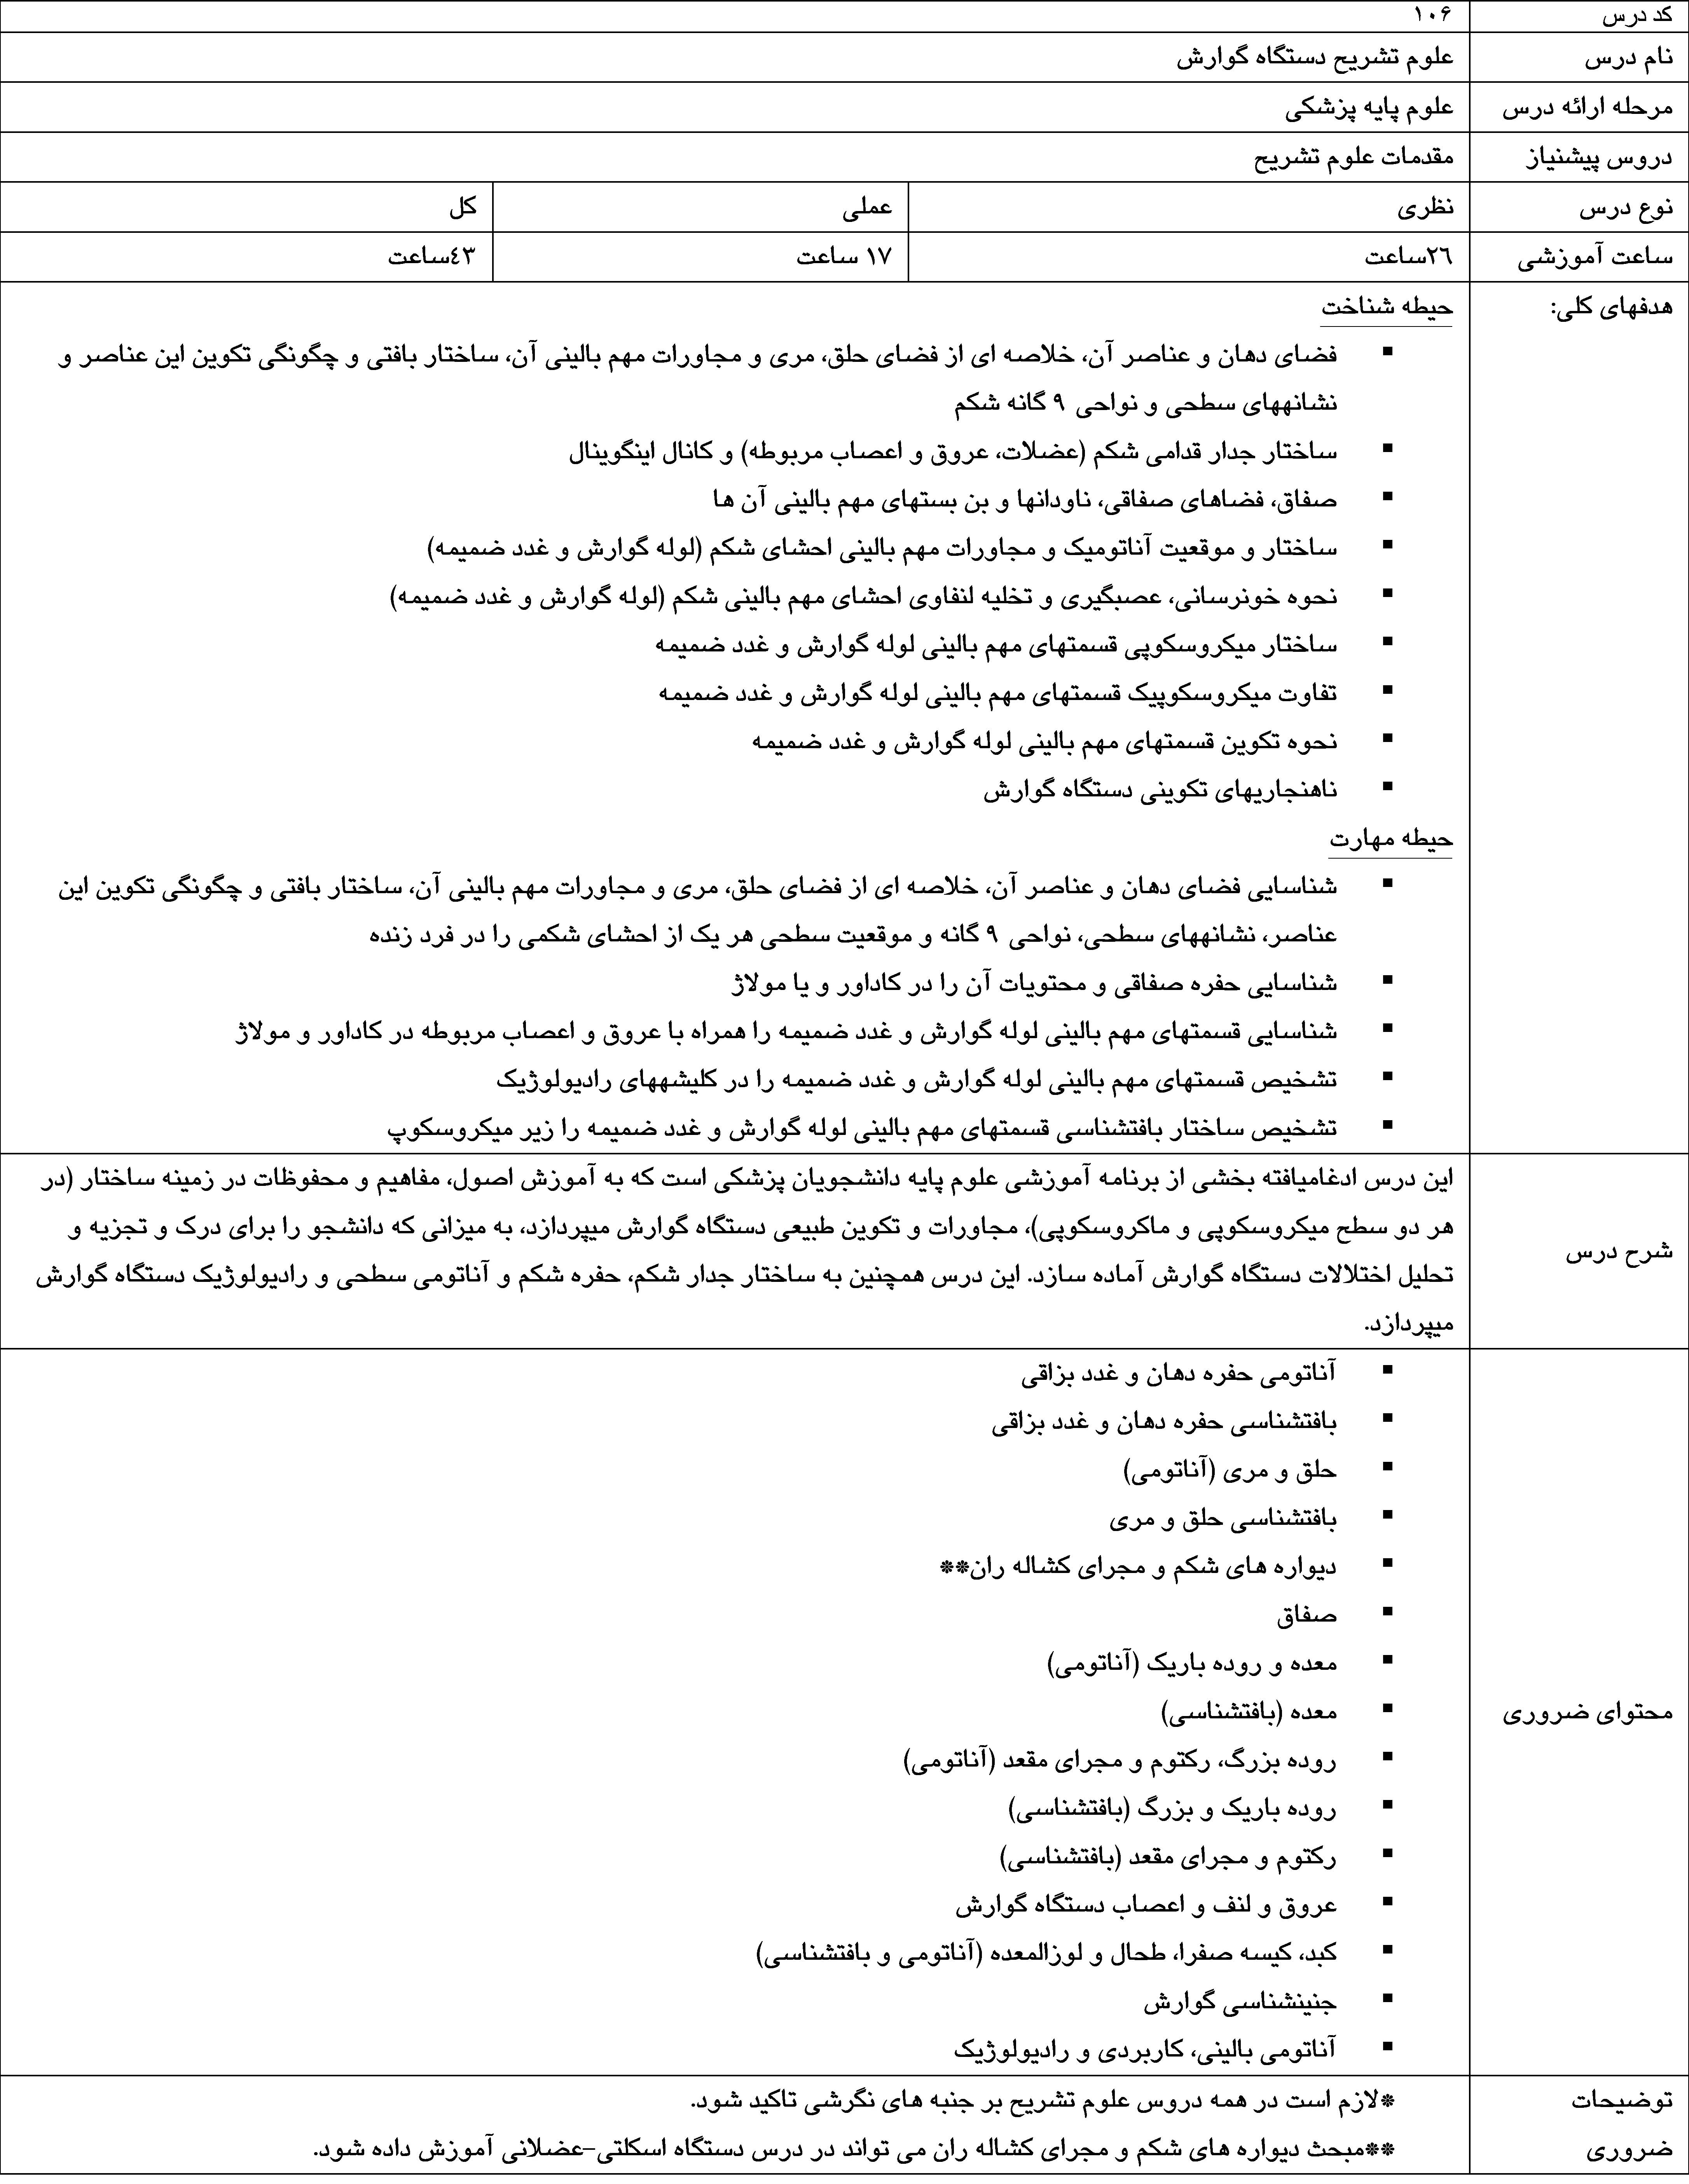 کد درس ۱۰۶
نام درس علوم تشریح دستگاه گوارش
مرحله ارائه درس علوم پایه پزشکی
دروس پیشنیاز مقدمات علوم تشریح
نوع درس نظری عملی کل
ساعت آموزشی ٢٦ساعت ١٧ ساعت ٤٣ساعت
هدفهای کلی: حیطه شناخت
▪ فضای دهان و عناصر آن، خلاصه ای از فضای حلق، مری و مجاورات مهم بالینی آن، ساختار بافتی و چگونگی تکوین این عناصر و
نشانههای سطحی و نواحی ٩ گانه شکم
▪ ساختار جدار قدامی شکم (عضلات، عروق و اعصاب مربوطه) و کانال اینگوینال
▪ صفاق، فضاهای صفاقی، ناودانها و بن بستهای مهم بالینی آن ها
▪ ساختار و موقعیت آناتومیک و مجاورات مهم بالینی احشای شکم (لوله گوارش و غدد ضمیمه)
▪ نحوه خونرسانی، عصبگیری و تخلیه لنفاوی احشای مهم بالینی شکم (لوله گوارش و غدد ضمیمه)
▪ ساختار میکروسکوپی قسمتهای مهم بالینی لوله گوارش و غدد ضمیمه
▪ تفاوت میکروسکوپیک قسمتهای مهم بالینی لوله گوارش و غدد ضمیمه
▪ نحوه تکوین قسمتهای مهم بالینی لوله گوارش و غدد ضمیمه
▪ ناهنجاریهای تکوینی دستگاه گوارش
حیطه مهارت
▪ شناسایی فضای دهان و عناصر آن، خلاصه ای از فضای حلق، مری و مجاورات مهم بالینی آن، ساختار بافتی و چگونگی تکوین این
عناصر، نشانههای سطحی، نواحی ٩ گانه و موقعیت سطحی هر یک از احشای شکمی را در فرد زنده
▪ شناسایی حفره صفاقی و محتویات آن را در کاداور و یا مولاژ
▪ شناسایی قسمتهای مهم بالینی لوله گوارش و غدد ضمیمه را همراه با عروق و اعصاب مربوطه در کاداور و مولاژ
▪ تشخیص قسمتهای مهم بالینی لوله گوارش و غدد ضمیمه را در کلیشههای رادیولوژیک
▪ تشخیص ساختار بافتشناسی قسمتهای مهم بالینی لوله گوارش و غدد ضمیمه را زیر میکروسکوپ
این درس ادغامیافته بخشی از برنامه آموزشی علوم پایه دانشجویان پزشکی است که به آموزش اصول، مفاهیم و محفوظات در زمینه ساختار (در
هر دو سطح میکروسکوپی و ماکروسکوپی)، مجاورات و تکوین طبیعی دستگاه گوارش میپردازد، به میزانی که دانشجو را برای درک و تجزیه و
شرح درس
تحلیل اختلالات دستگاه گوارش آماده سازد. این درس همچنین به ساختار جدار شکم، حفره شکم و آناتومی سطحی و رادیولوژیک دستگاه گوارش
میپردازد.
▪ آناتومی حفره دهان و غدد بزاقی
▪ بافتشناسی حفره دهان و غدد بزاقی
▪ حلق و مری (آناتومی)
▪ بافتشناسی حلق و مری
▪ دیواره های شکم و مجرای کشاله ران**
▪ صفاق
▪ معده و روده باریک (آناتومی)
محتوای ضروری
▪ معده (بافتشناسی)
▪ روده بزرگ، رکتوم و مجرای مقعد (آناتومی)
▪ روده باریک و بزرگ (بافتشناسی)
▪ رکتوم و مجرای مقعد (بافتشناسی)
▪ عروق و لنف و اعصاب دستگاه گوارش
▪ کبد، کیسه صفرا، طحال و لوزالمعده (آناتومی و بافتشناسی)
▪ جنینشناسی گوارش
▪ آناتومی بالینی، کاربردی و رادیولوژیک
توضیحات *لازم است در همه دروس علوم تشریح بر جنبه های نگرشی تاکید شود.
ضروری **مبحث دیواره های شکم و مجرای کشاله ران می تواند در درس دستگاه اسکلتی-عضلانی آموزش داده شود.